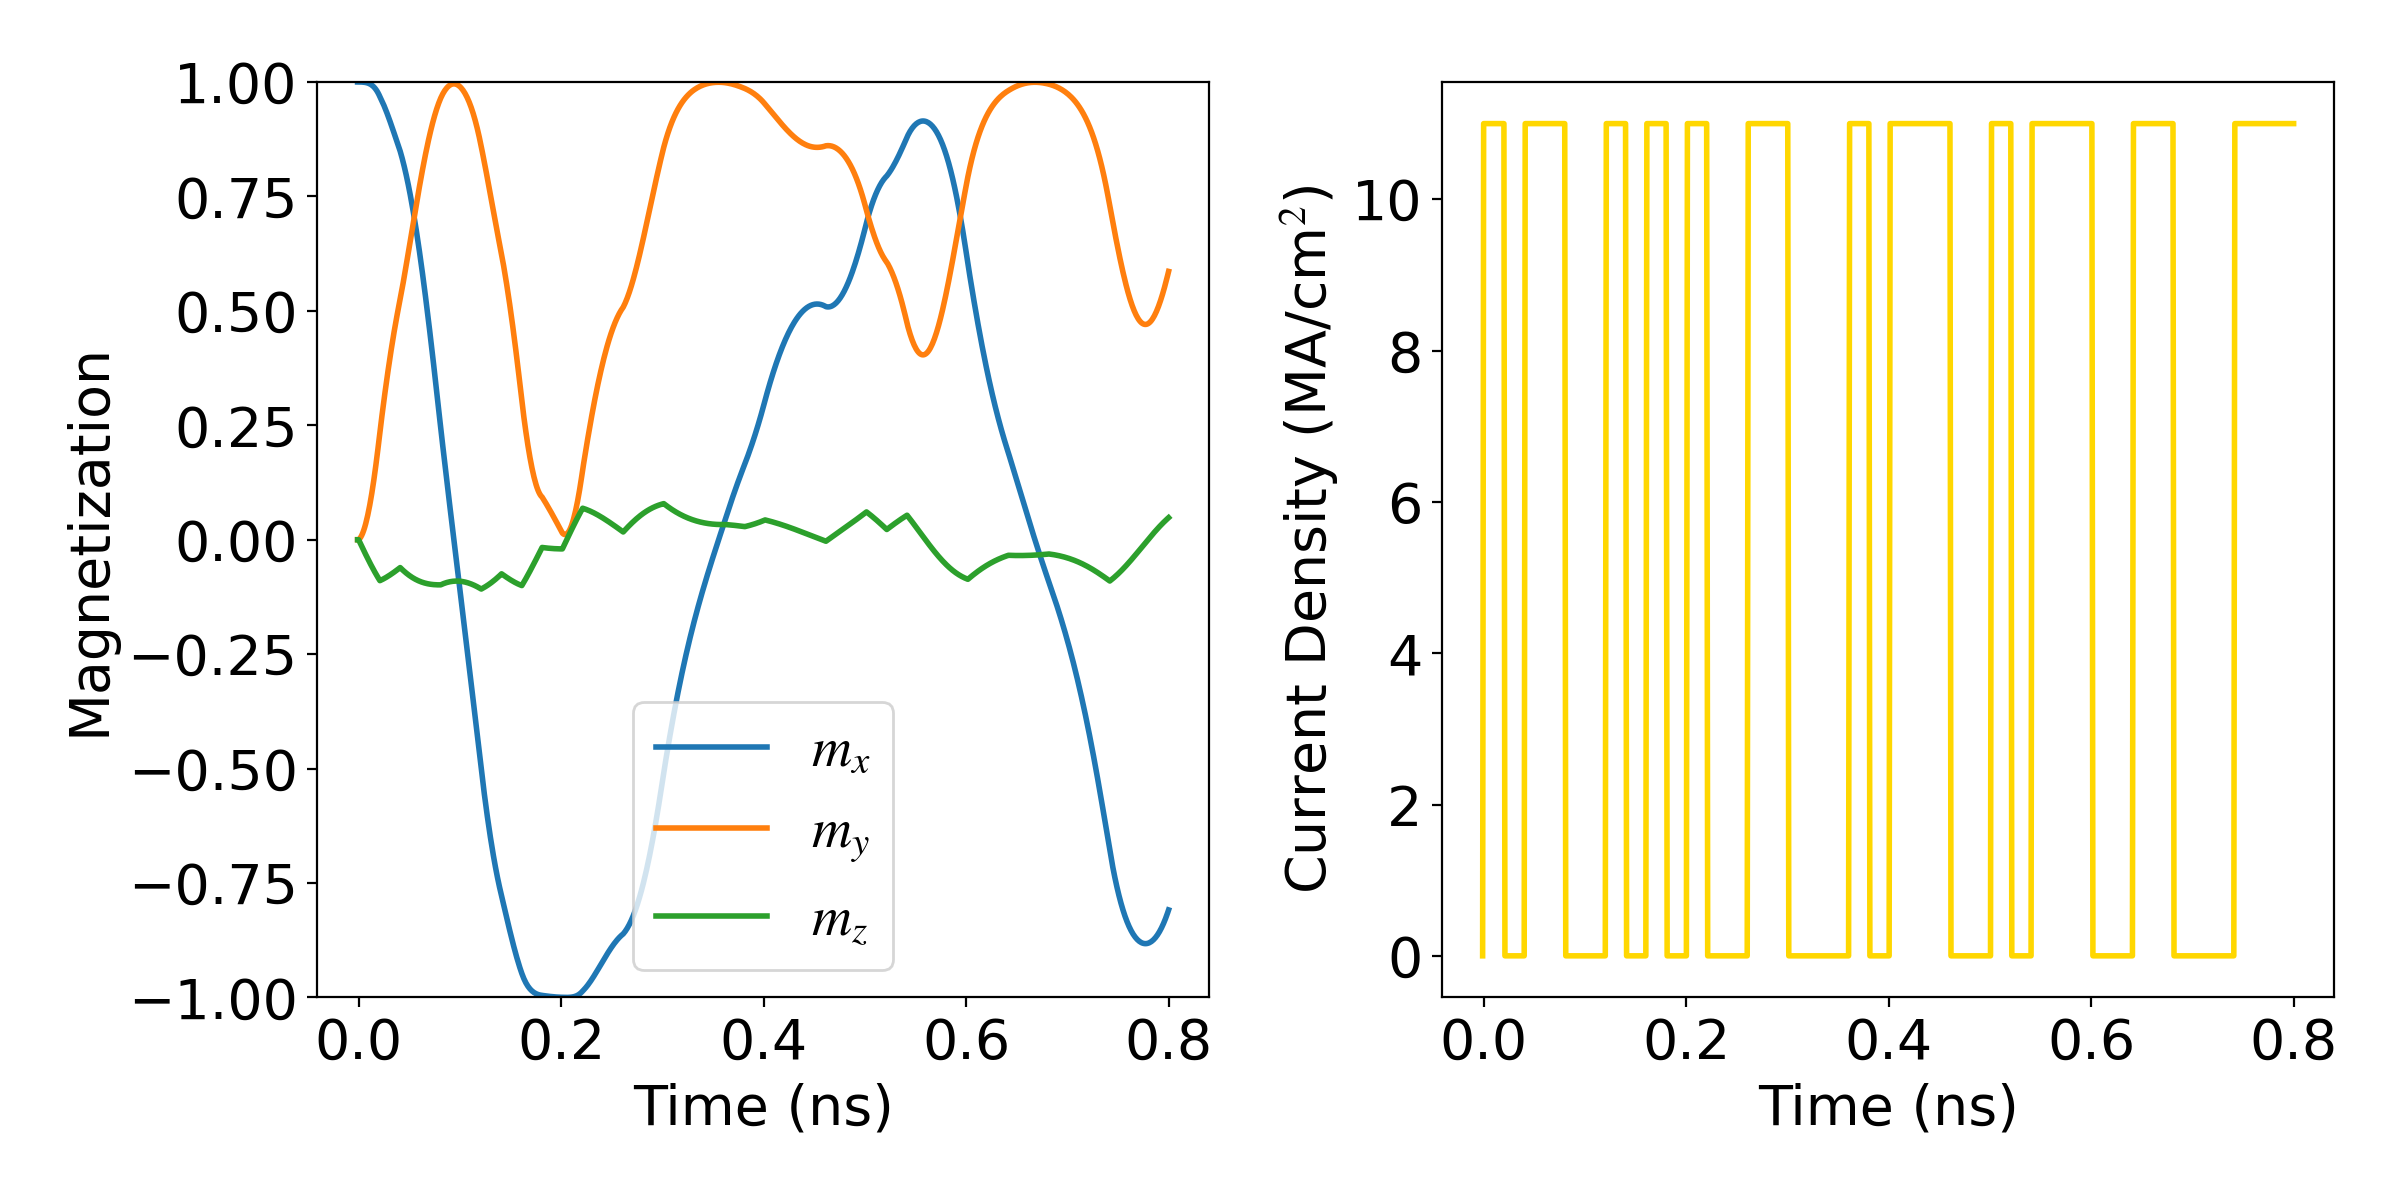 1.00
0.75
0.50
0.25
0.00
−0.25
−0.50
−0.75
−1.00
Magnetization
0.0 0.2 0.4 0.6 0.8
Time (ns)
m_x
m_y
m_z
10
8
6
4
2
0
Current Density (MA/cm²)
0.0 0.2 0.4 0.6 0.8
Time (ns)